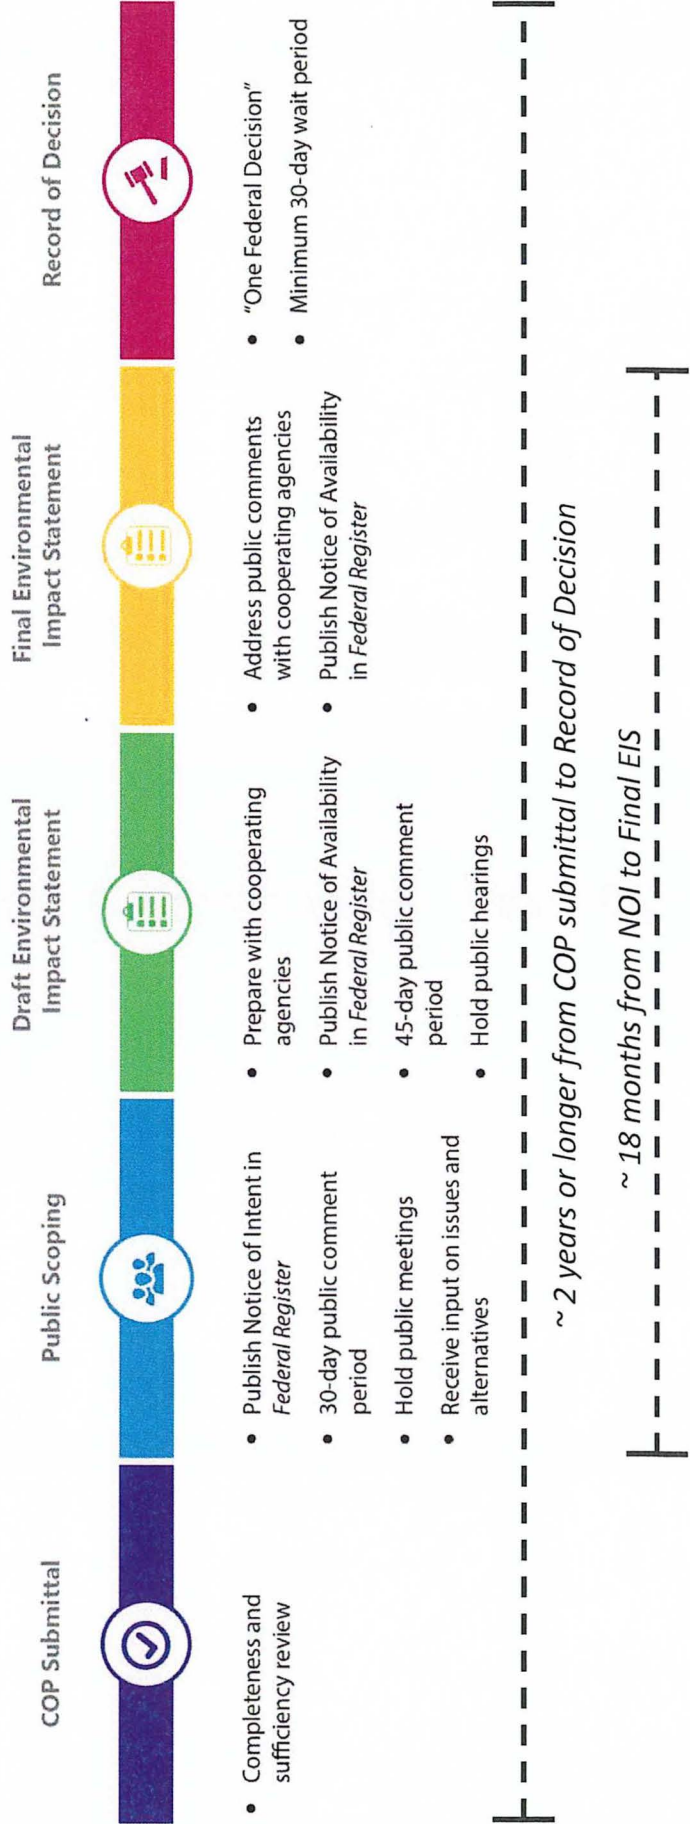 COP Submittal
• Completeness and
sufficiency review
Public Scoping
• Publish Notice of Intent in
Federal Register
• 30-day public comment
period
• Hold public meetings
• Receive input on issues and
alternatives
Draft Environmental
Impact Statement
• Prepare with cooperating
agencies
• Publish Notice of Availability
in Federal Register
• 45-day public comment
period
• Hold public hearings
Final Environmental
Impact Statement
• Address public comments
with cooperating agencies
• Publish Notice of Availability
in Federal Register
Record of Decision
• "One Federal Decision"
• Minimum 30-day wait period
~ 2 years or longer from COP submittal to Record of Decision
~ 18 months from NOI to Final EIS